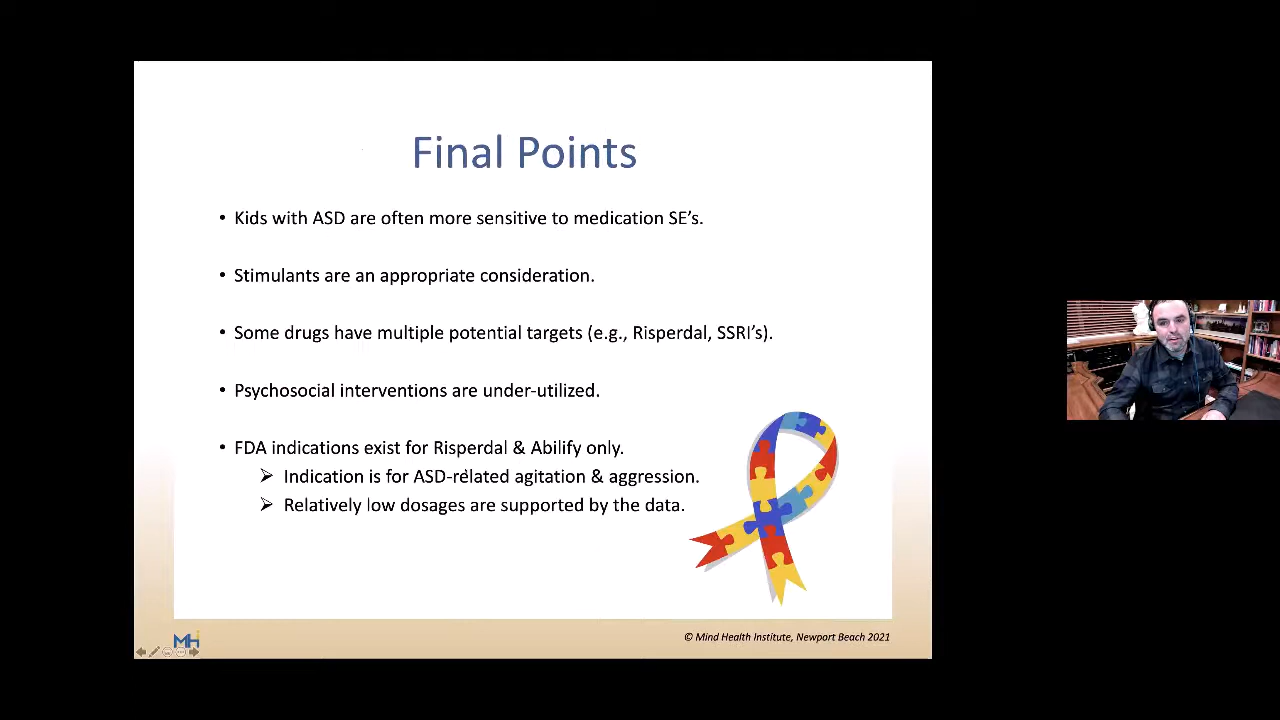 Final Points
• Kids with ASD are often more sensitive to medication SE's.
• Stimulants are an appropriate consideration.
• Some drugs have multiple potential targets (e.g., Risperdal, SSRI's).
• Psychosocial interventions are under-utilized.
• FDA indications exist for Risperdal & Abilify only.
➢ Indication is for ASD-related agitation & aggression.
➢ Relatively low dosages are supported by the data.
MHi
© Mind Health Institute, Newport Beach 2021